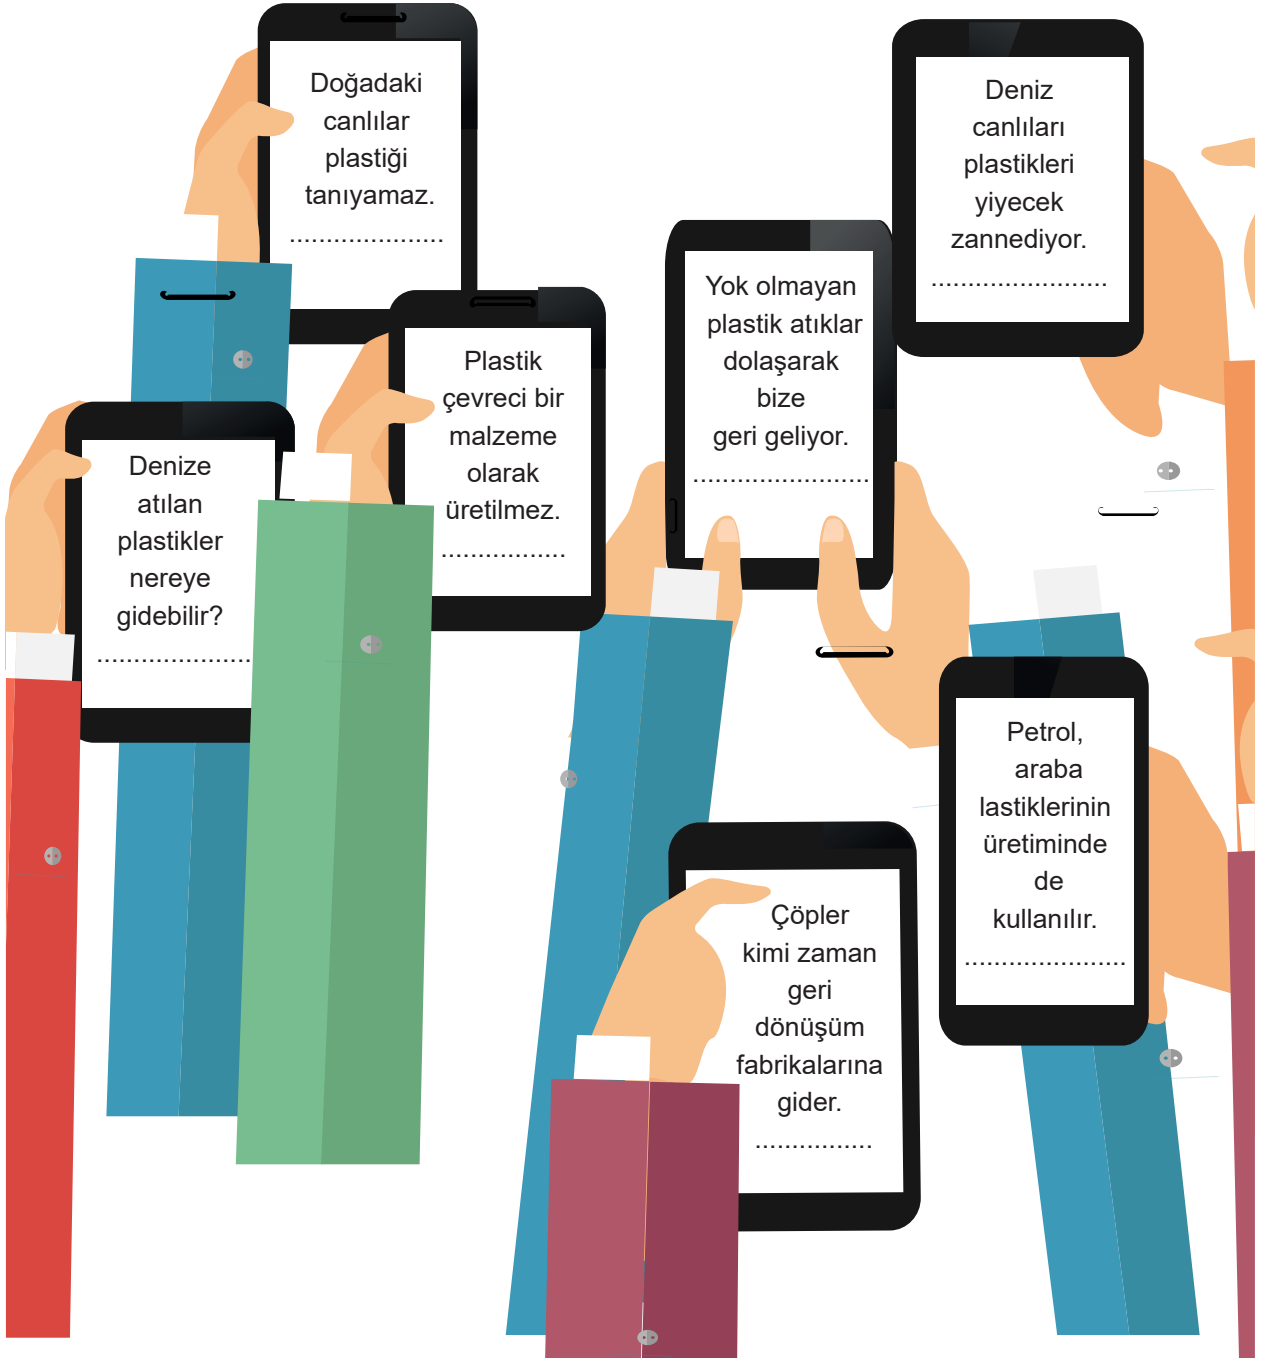 Doğadaki
canlılar
plastiği
tanıyamaz.
.....................
Deniz
canlıları
plastikleri
yiyecek
zannediyor.
........................
Yok olmayan
plastik atıklar
dolaşarak
bize
geri geliyor.
........................
Plastik
çevreci bir
malzeme
olarak
üretilmez.
.................
Denize
atılan
plastikler
nereye
gidebilir?
.....................
Petrol,
araba
lastiklerinin
üretiminde
de
kullanılır.
......................
Çöpler
kimi zaman
geri
dönüşüm
fabrikalarına
gider.
................